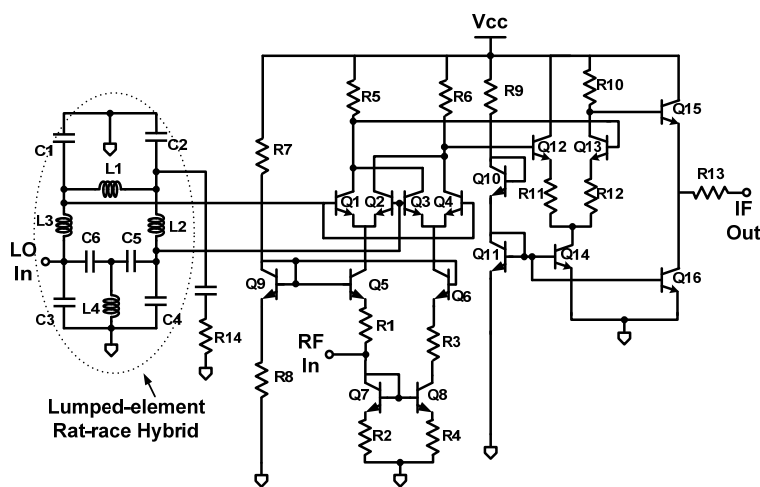 Vcc
R5
R6
R9
R10
Q15
C1
C2
R7
L1
Q12
Q13
R13
Q10
R11
R12
IF
Out
L3
L2
Q1
Q2
Q3
Q4
LO
In
C6
C5
Q11
Q14
Q9
Q5
Q6
Q16
C3
L4
C4
R14
R1
RF
In
R3
R8
Q7
Q8
R2
R4
Lumped-element
Rat-race Hybrid